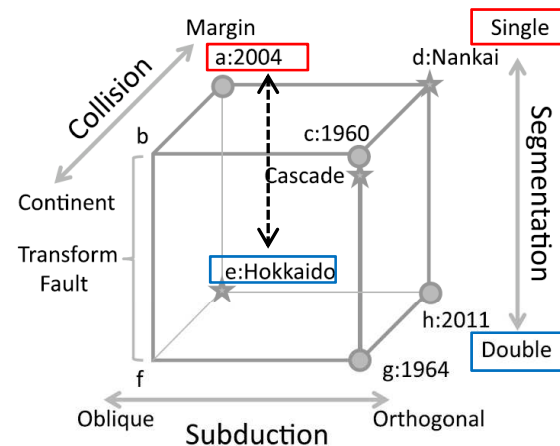 Margin
Single
a:2004
d:Nankai
Collision
b
c:1960
Cascade
Segmentation
Continent
Transform
Fault
e:Hokkaido
h:2011
Double
g:1964
f
Oblique
Orthogonal
Subduction